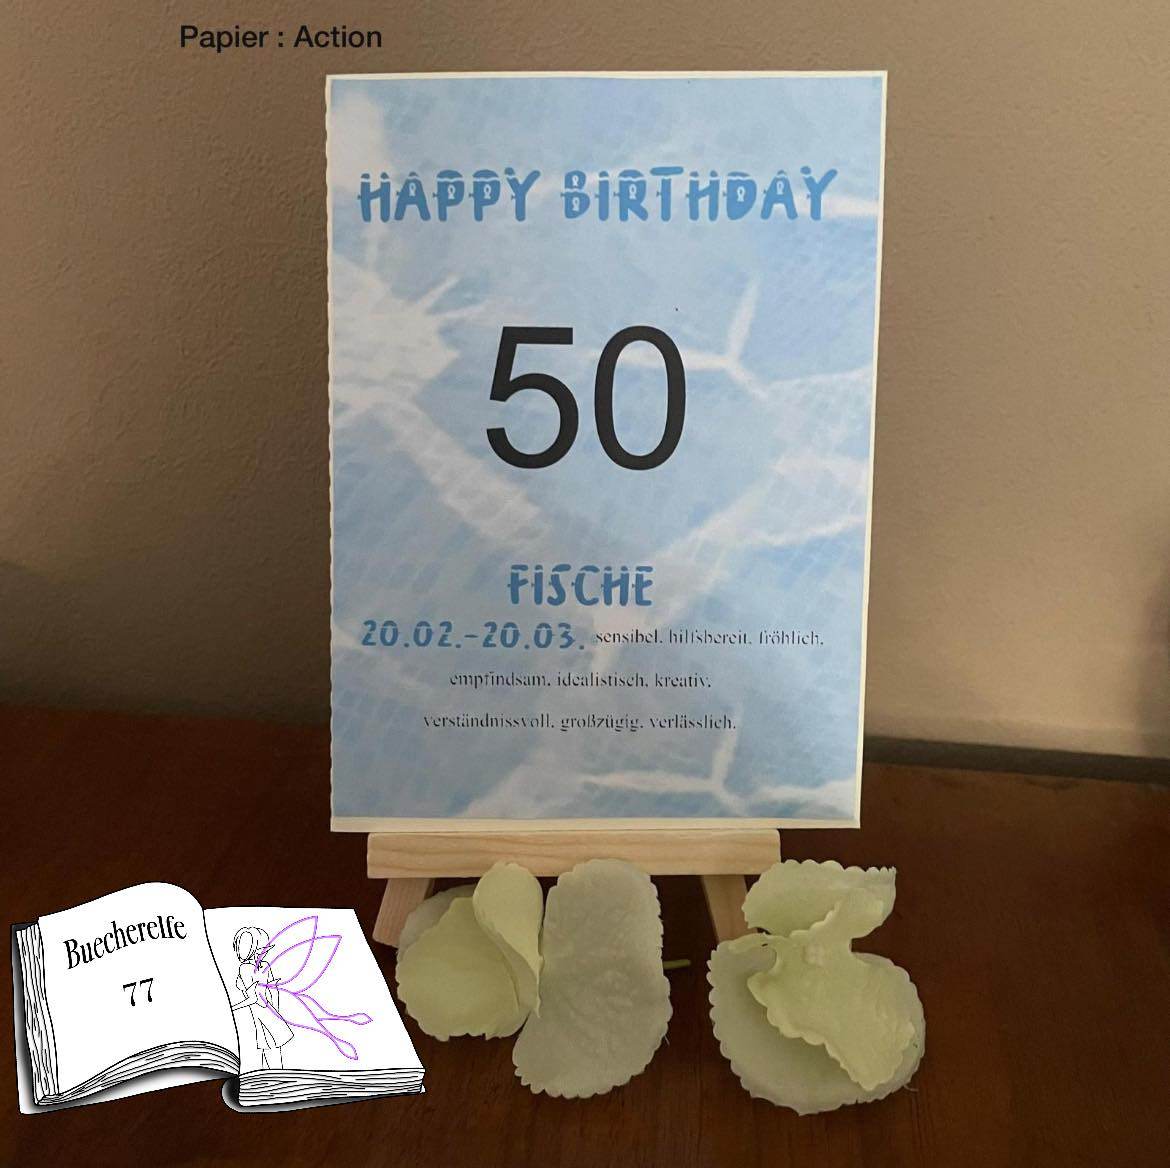 Papier : Action
HAPPY BIRTHDAY
50
FISCHE
20.02.-20.03. sensibel, hilfsbereit, fröhlich,
empfindsam, idealistisch, kreativ,
verständnissvoll, großzügig, verlässlich.
Buecherelfe
77